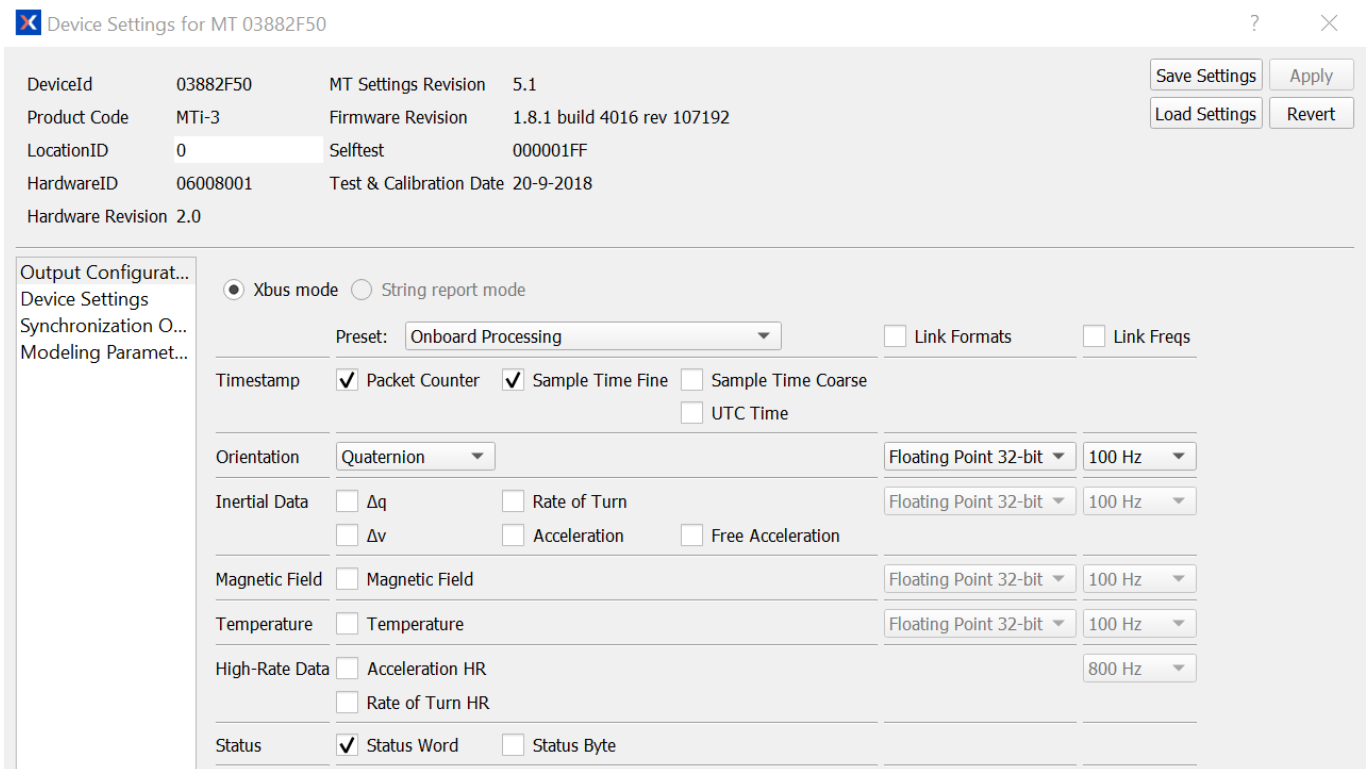 Device Settings for MT 03882F50 ?
DeviceId 03882F50 MT Settings Revision 5.1 Save Settings Apply
Product Code MTi-3 Firmware Revision 1.8.1 build 4016 rev 107192 Load Settings Revert
LocationID 0 Selftest 000001FF
HardwareID 06008001 Test & Calibration Date 20-9-2018
Hardware Revision 2.0
Output Configurat...
Device Settings
Synchronization O...
Modeling Paramet...
Xbus mode String report mode
Preset: Onboard Processing Link Formats Link Freqs
Timestamp Packet Counter Sample Time Fine Sample Time Coarse
UTC Time
Orientation Quaternion Floating Point 32-bit 100 Hz
Inertial Data Δq Rate of Turn Floating Point 32-bit 100 Hz
Δv Acceleration Free Acceleration
Magnetic Field Magnetic Field Floating Point 32-bit 100 Hz
Temperature Temperature Floating Point 32-bit 100 Hz
High-Rate Data Acceleration HR 800 Hz
Rate of Turn HR
Status Status Word Status Byte